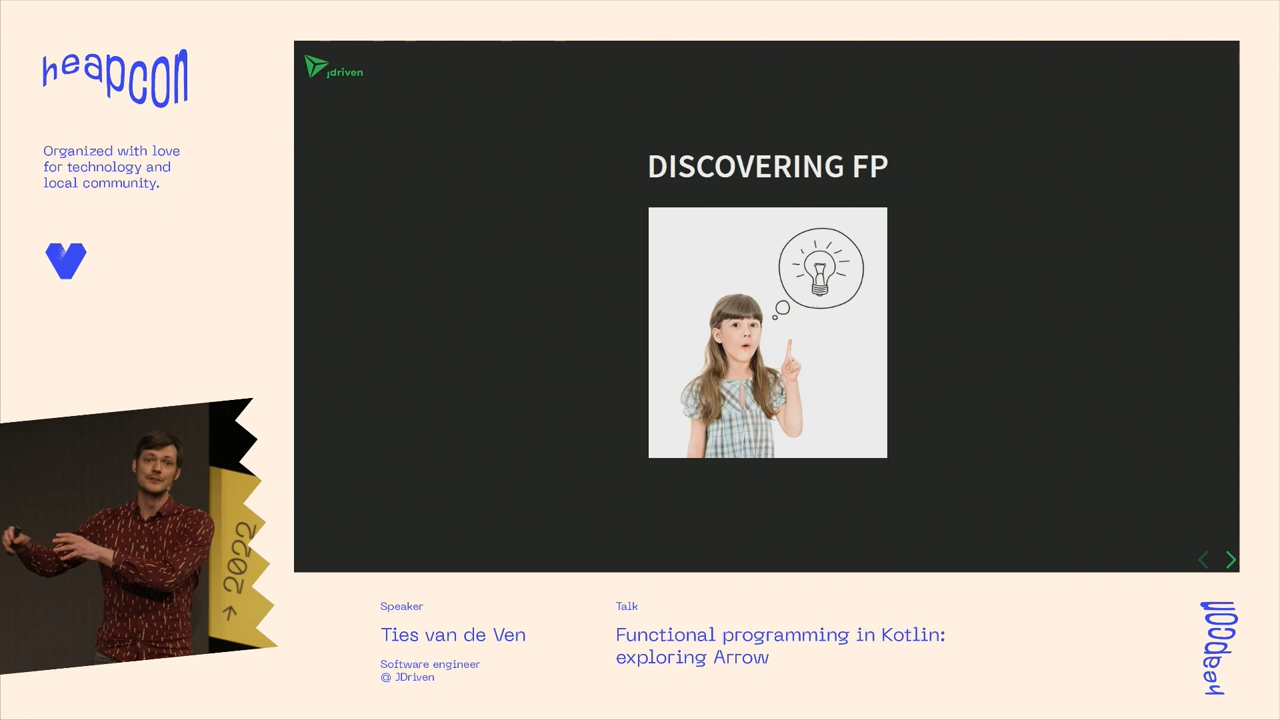 heapcon
Organized with love
for technology and
local community.
Jdriven
DISCOVERING FP
→ 2022
Speaker
Ties van de Ven
Software engineer
@ JDriven
Talk
Functional programming in Kotlin:
exploring Arrow
heapcon